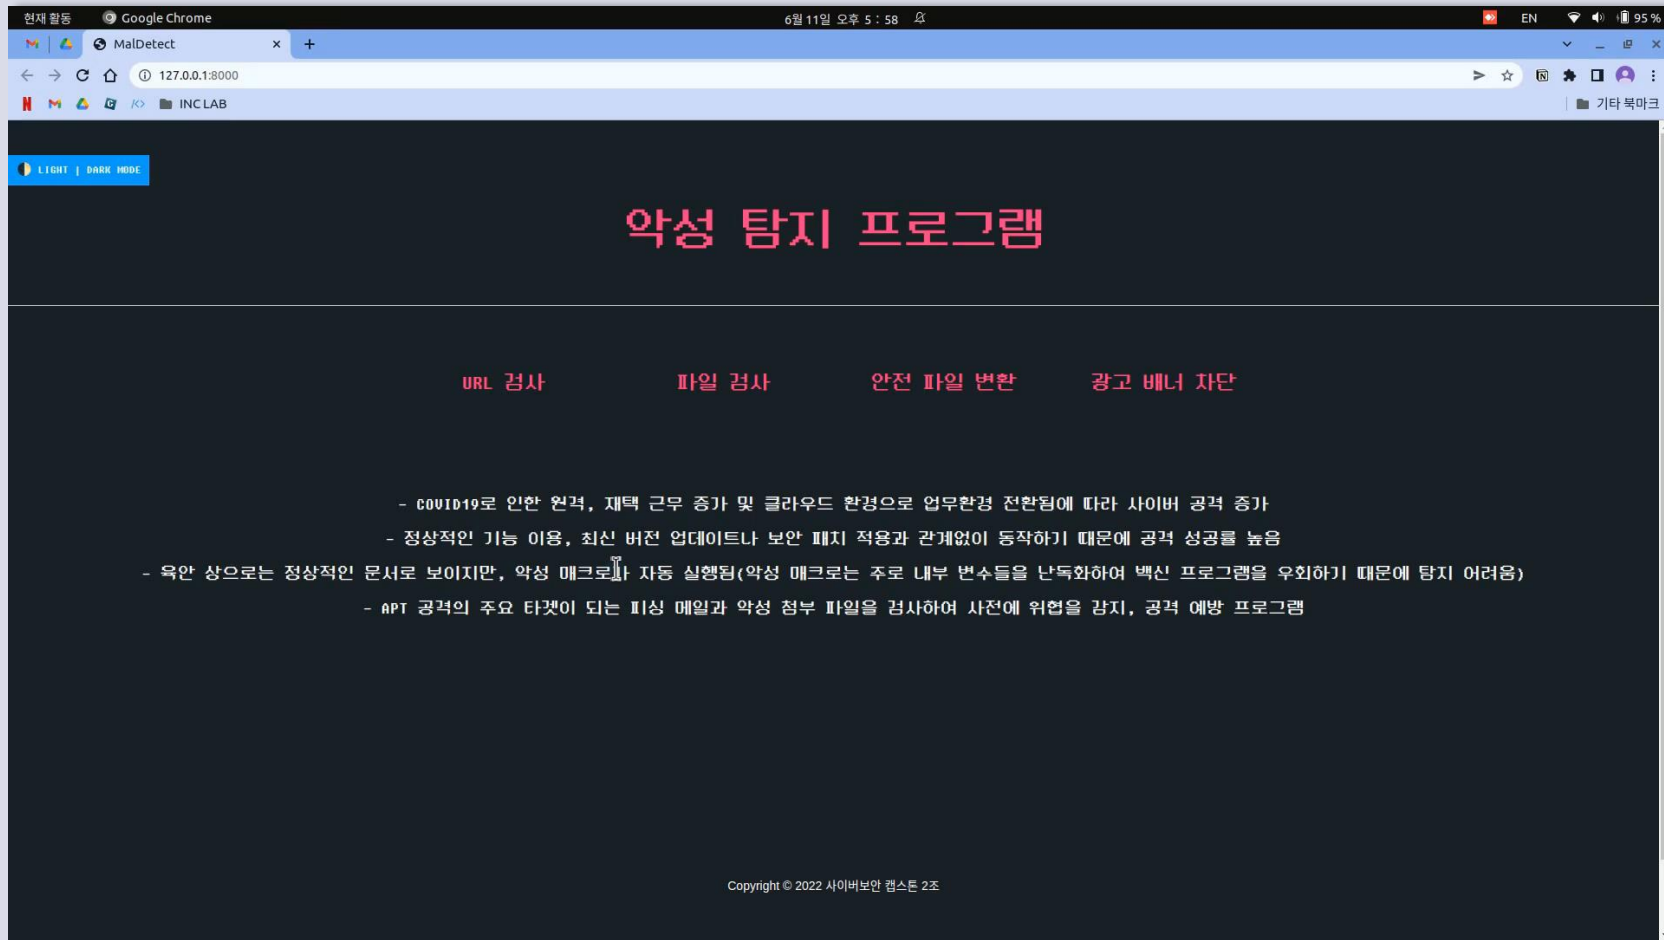 현재 활동 Google Chrome 6월 11일 오후 5 : 58 EN 95 %
MalDetect
127.0.0.1:8000
INC LAB 기타 북마크
LIGHT | DARK MODE
악성 탐지 프로그램
URL 검사 파일 검사 안전 파일 변환 광고 배너 차단
- COVID19로 인한 원격, 재택 근무 증가 및 클라우드 환경으로 업무환경 전환됨에 따라 사이버 공격 증가
- 정상적인 기능 이용, 최신 버전 업데이트나 보안 패치 적용과 관계없이 동작하기 때문에 공격 성공률 높음
- 육안 상으로는 정상적인 문서로 보이지만, 악성 매크로가 자동 실행됨(악성 매크로는 주로 내부 변수들을 난독화하여 백신 프로그램을 우회하기 때문에 탐지 어려움)
- APT 공격의 주요 타겟이 되는 피싱 메일과 악성 첨부 파일을 검사하여 사전에 위협을 감지, 공격 예방 프로그램
Copyright © 2022 사이버보안 캡스톤 2조